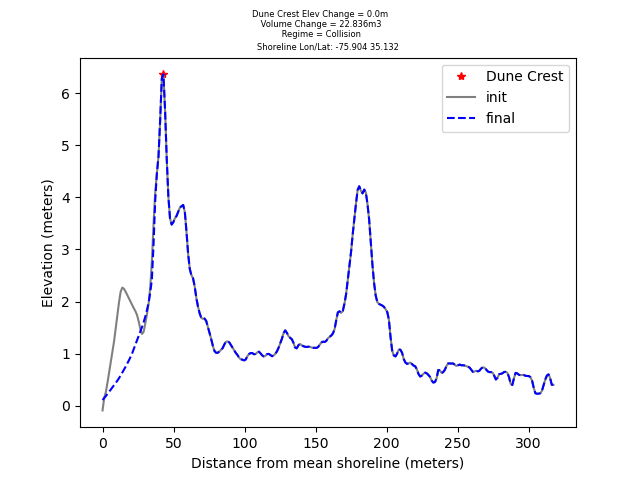 Dune Crest Elev Change = 0.0m
Volume Change = 22.836m3
Regime = Collision
Shoreline Lon/Lat: -75.904 35.132
Dune Crest
init
final
Elevation (meters)
6
5
4
3
2
1
0
0 50 100 150 200 250 300
Distance from mean shoreline (meters)